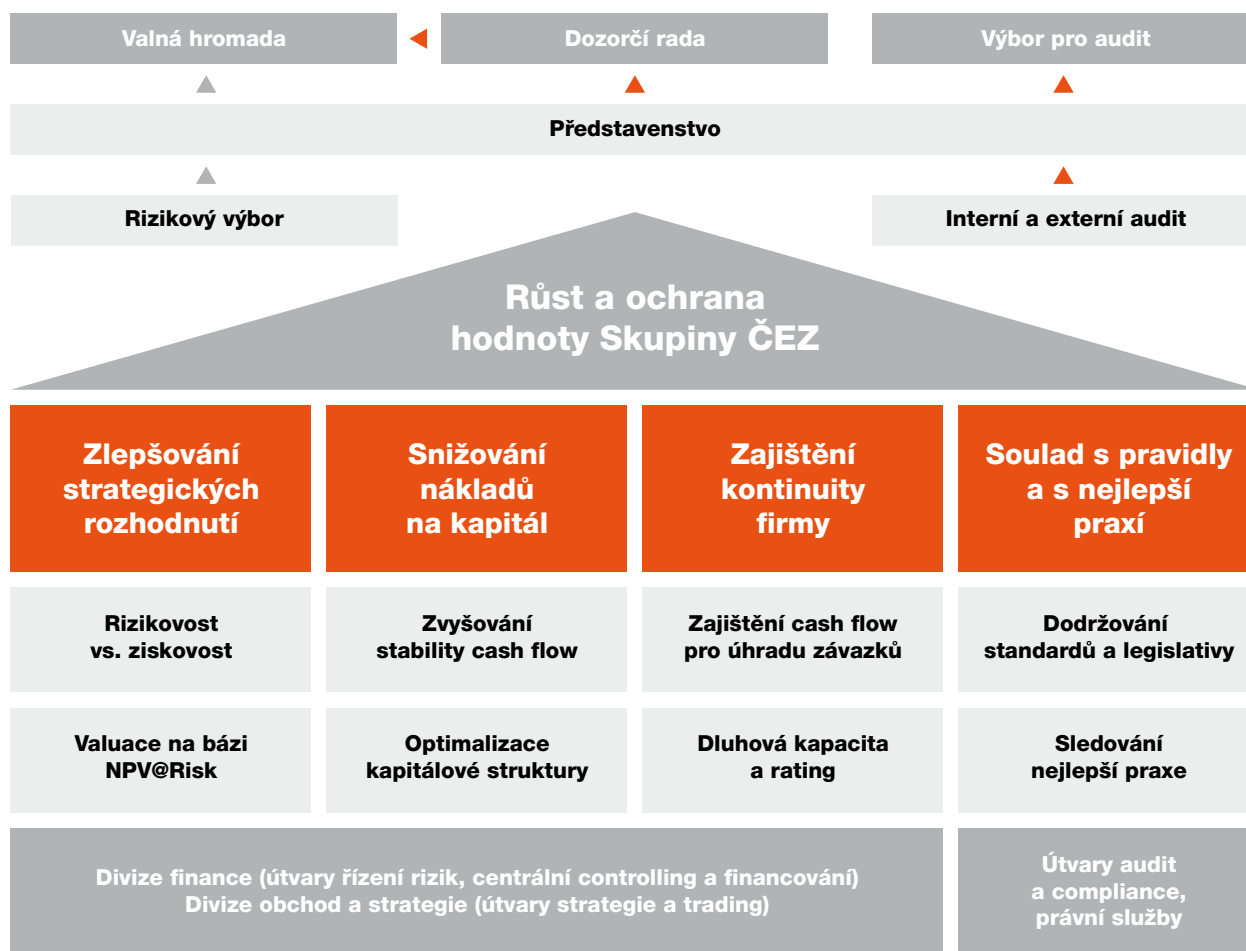 Valná hromada
Dozorčí rada
Výbor pro audit
Představenstvo
Rizikový výbor
Interní a externí audit
Růst a ochrana
hodnoty Skupiny ČEZ
Zlepšování
strategických
rozhodnutí
Snižování
nákladů
na kapitál
Zajištění
kontinuity
firmy
Soulad s pravidly
a s nejlepší
praxí
Rizikovost
vs. ziskovost
Zvyšování
stability cash flow
Zajištění cash flow
pro úhradu závazků
Dodržování
standardů a legislativy
Valuace na bázi
NPV@Risk
Optimalizace
kapitálové struktury
Dluhová kapacita
a rating
Sledování
nejlepší praxe
Divize finance (útvary řízení rizik, centrální controlling a financování)
Divize obchod a strategie (útvary strategie a trading)
Útvary audit
a compliance,
právní služby